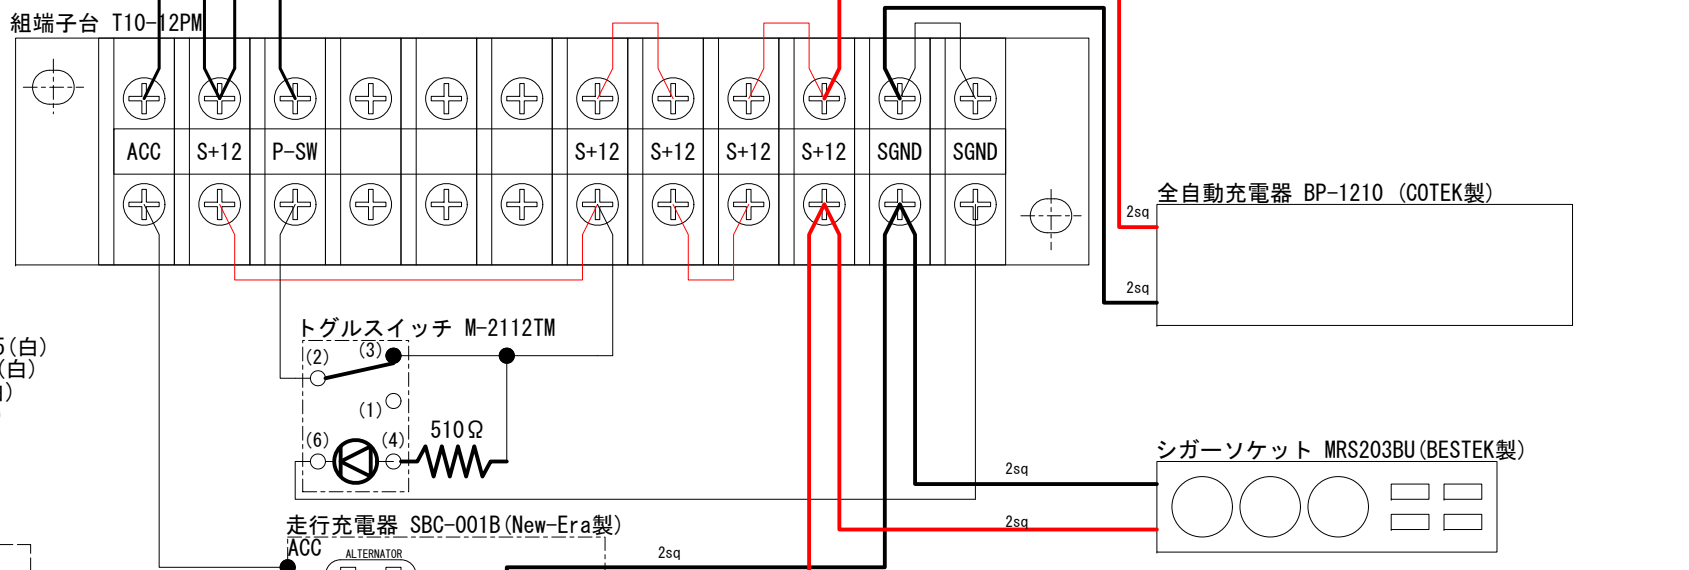 組端子台 T10-12PM
ACC S+12 P-SW S+12 S+12 S+12 S+12 SGND SGND
全自動充電器 BP-1210 (COTEK製)
2sq
2sq
トグルスイッチ M-2112TM
(2) (3)
(1)
(6) (4) 510Ω
5(白)
(白)
シガーソケット MRS203BU(BESTEK製)
2sq
2sq
走行充電器 SBC-001B(New-Era製)
ACC ALTERNATOR 2sq